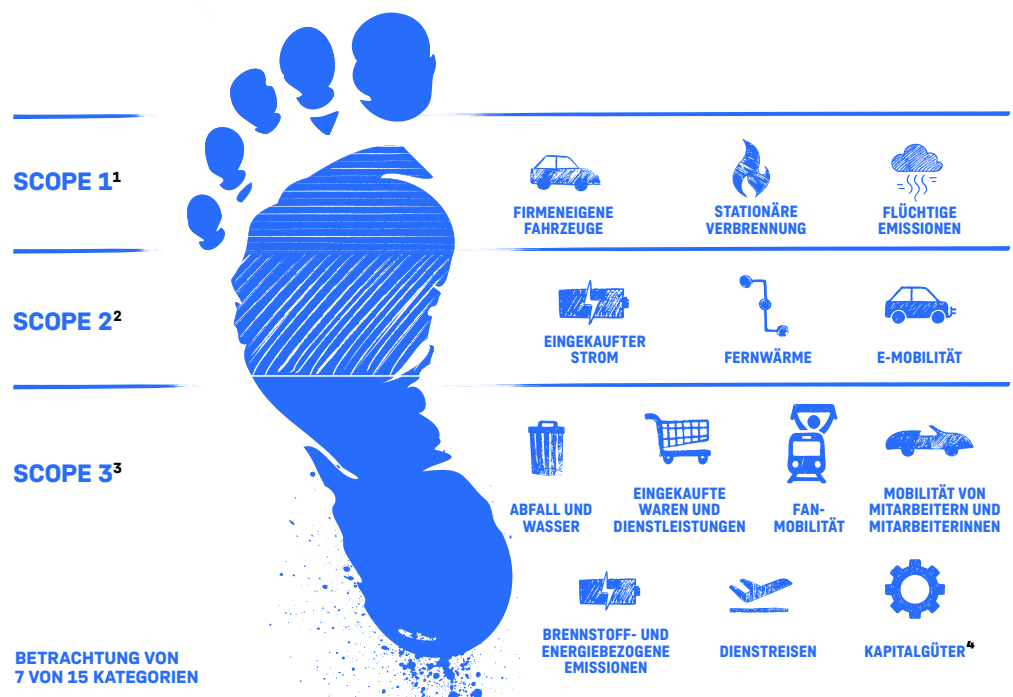 SCOPE 1¹
FIRMENEIGENE
FAHRZEUGE
STATIONÄRE
VERBRENNUNG
FLÜCHTIGE
EMISSIONEN
SCOPE 2²
EINGEKAUFTER
STROM
FERNWÄRME
E-MOBILITÄT
SCOPE 3³
ABFALL UND
WASSER
EINGEKAUFTE
WAREN UND
DIENSTLEISTUNGEN
FAN-
MOBILITÄT
MOBILITÄT VON
MITARBEITERN UND
MITARBEITERINNEN
BRENNSTOFF- UND
ENERGIEBEZOGENE
EMISSIONEN
DIENSTREISEN
KAPITALGÜTER⁴
BETRACHTUNG VON
7 VON 15 KATEGORIEN